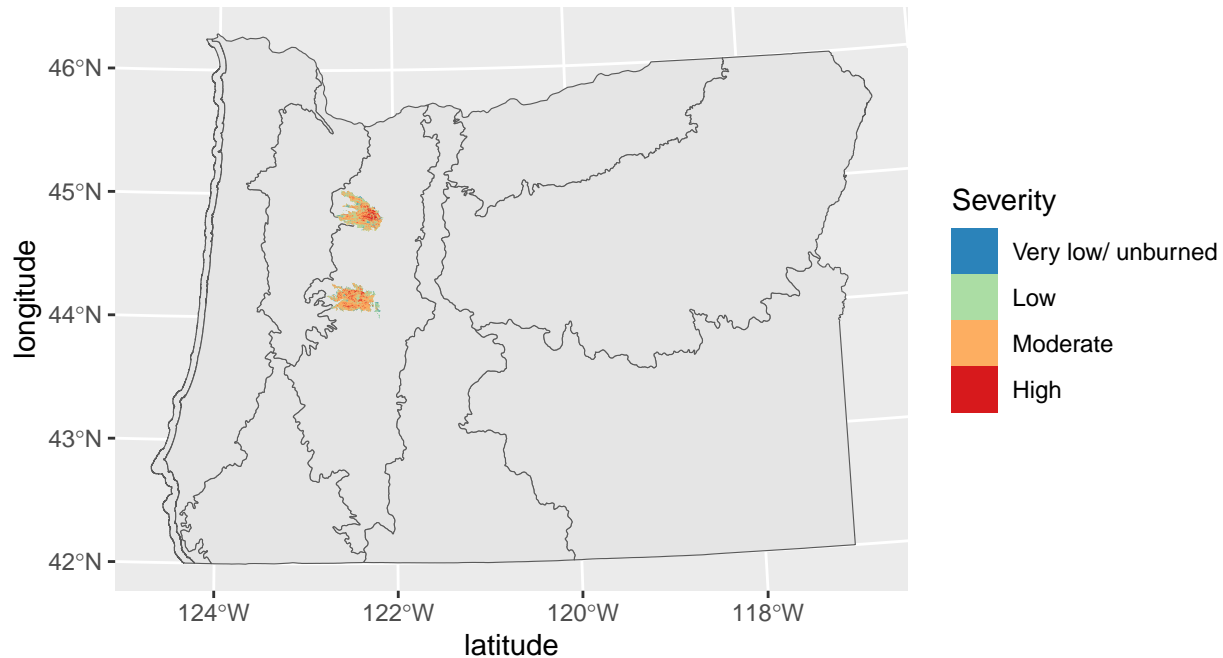 46°N
45°N
44°N
43°N
42°N
longitude
124°W
122°W
120°W
118°W
latitude
Severity
Very low/ unburned
Low
Moderate
High